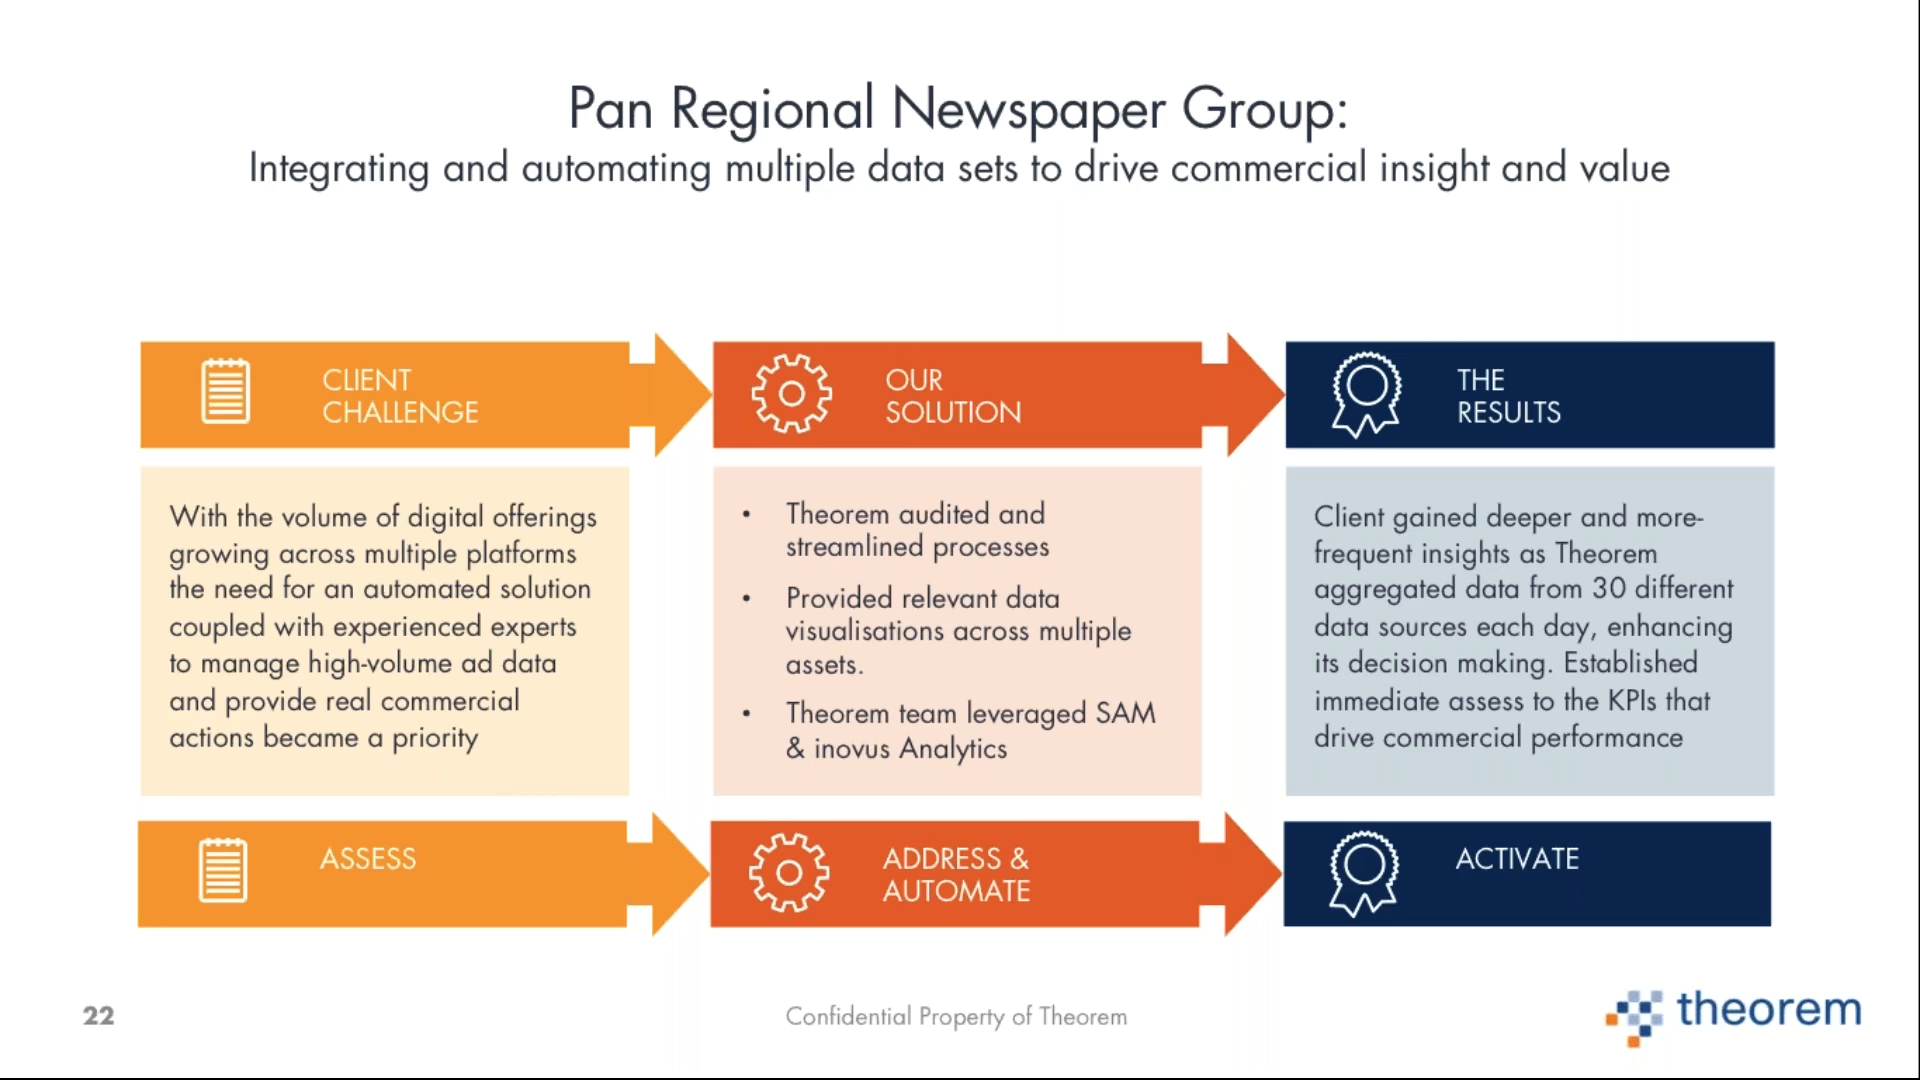 Pan Regional Newspaper Group:
Integrating and automating multiple data sets to drive commercial insight and value
CLIENT
CHALLENGE
OUR
SOLUTION
THE
RESULTS
With the volume of digital offerings
growing across multiple platforms
the need for an automated solution
coupled with experienced experts
to manage high-volume ad data
and provide real commercial
actions became a priority
• Theorem audited and
streamlined processes
• Provided relevant data
visualisations across multiple
assets.
• Theorem team leveraged SAM
& inovus Analytics
Client gained deeper and more-
frequent insights as Theorem
aggregated data from 30 different
data sources each day, enhancing
its decision making. Established
immediate assess to the KPIs that
drive commercial performance
ASSESS
ADDRESS &
AUTOMATE
ACTIVATE
22
Confidential Property of Theorem
theorem